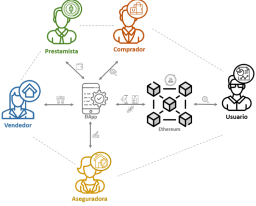 Prestamista
Comprador
Vendedor
DApp
Ethereum
Usuario
Aseguradora